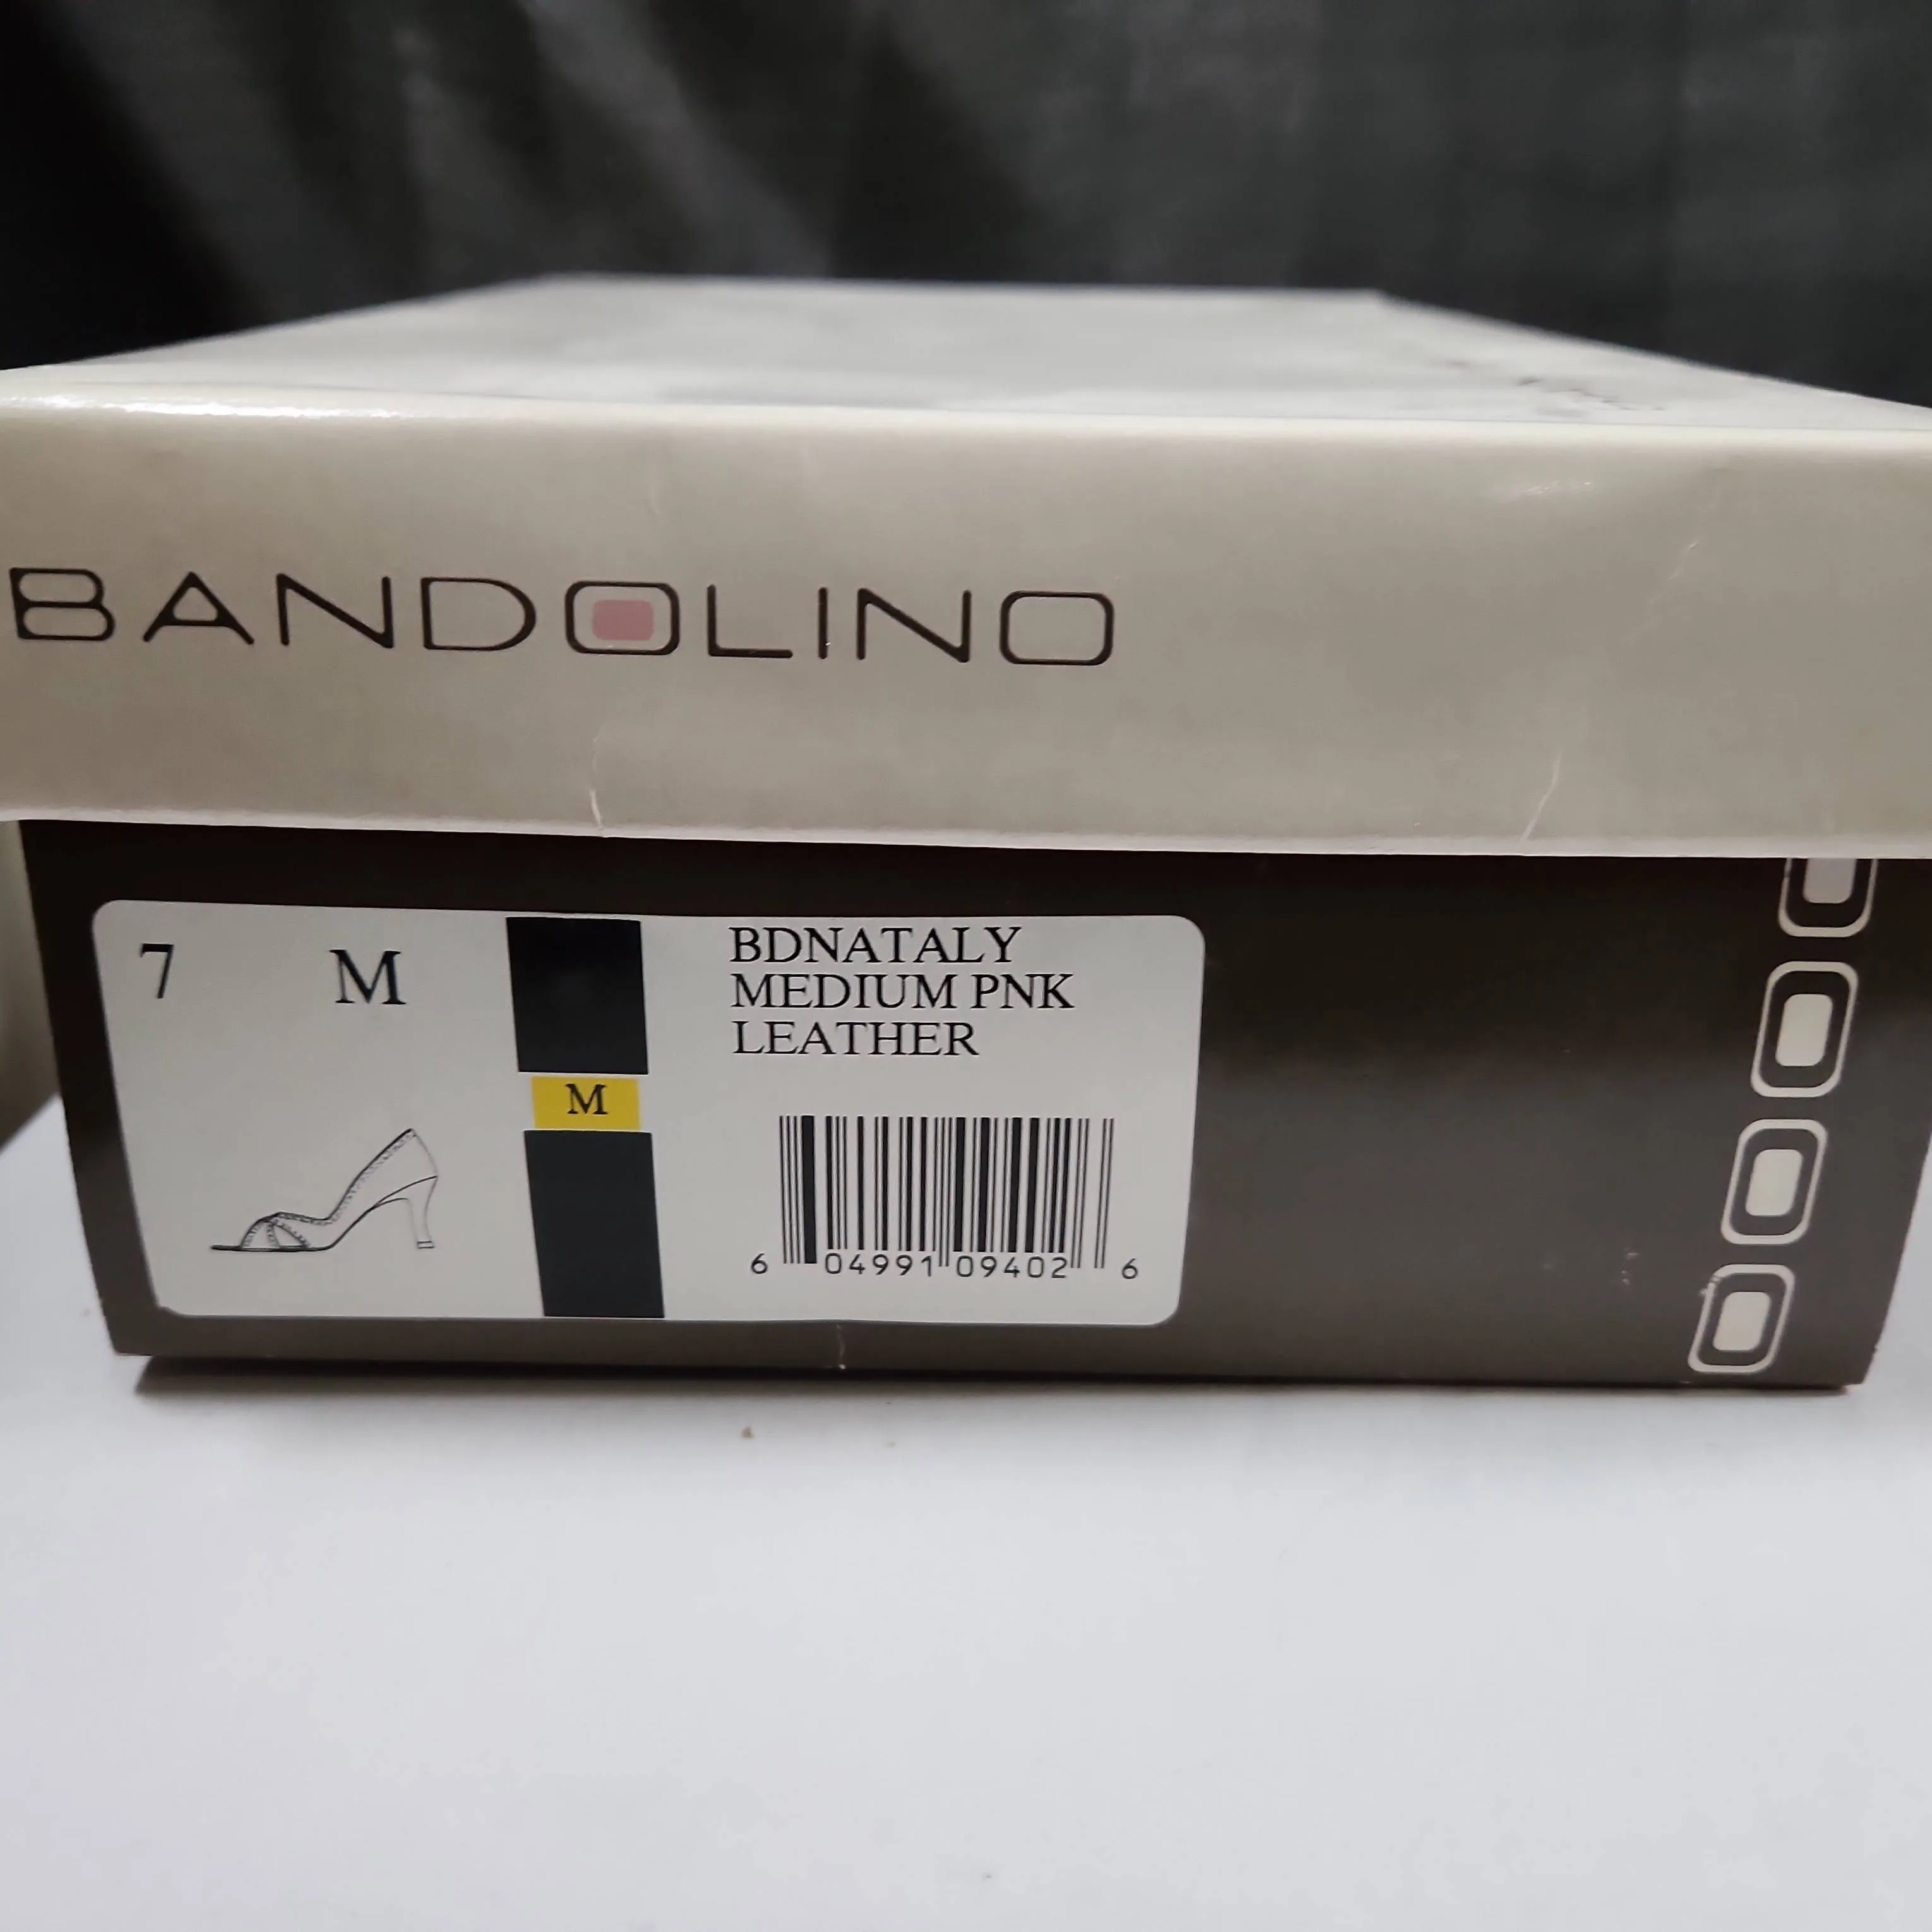 BANDOLINO
7 M
BDNATALY
MEDIUM PNK
LEATHER
M
6 04991 09402 6